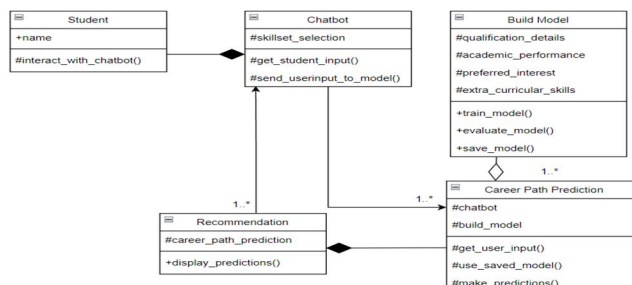 Student
+name
#interact_with_chatbot()
Chatbot
#skillset_selection
#get_student_input()
#send_userinput_to_model()
Build Model
#qualification_details
#academic_performance
#preferred_interest
#extra_curricular_skills
+train_model()
+evaluate_model()
+save_model()
1..*
1..*
1..*
Career Path Prediction
#chatbot
#build_model
#get_user_input()
#use_saved_model()
#make_predictions()
Recommendation
#career_path_prediction
+display_predictions()